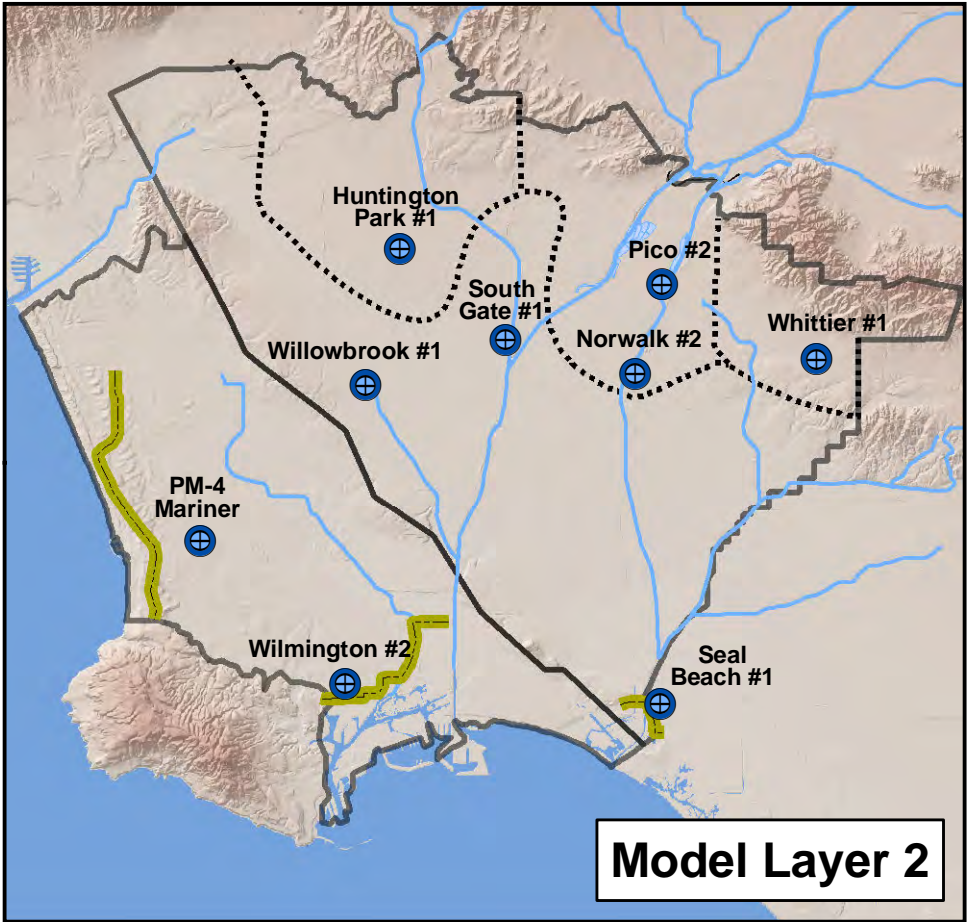 Huntington
Park #1
Pico #2
South
Gate #1
Whittier #1
Norwalk #2
Willowbrook #1
PM-4
Mariner
Wilmington #2
Seal
Beach #1
Model Layer 2